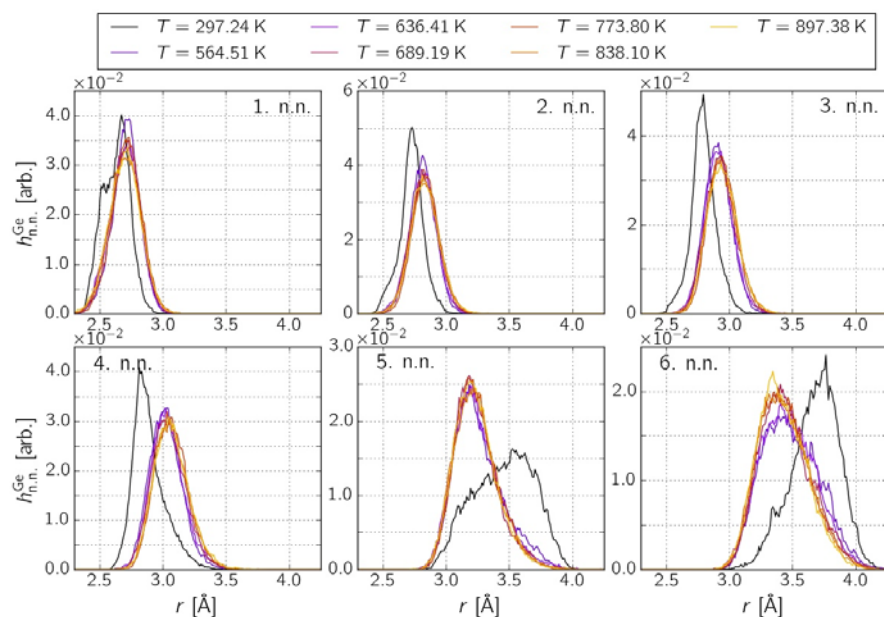 T = 297.24 K T = 636.41 K T = 773.80 K T = 897.38 K
T = 564.51 K T = 689.19 K T = 838.10 K
×10⁻² ×10⁻² ×10⁻²
1. n.n. 2. n.n. 3. n.n.
4.0 6 4
3.0 4
2.0 2
1.0 2
0.0 0 0
h_{n.n.}^{Ge} [arb.]
2.5 3.0 3.5 4.0 2.5 3.0 3.5 4.0 2.5 3.0 3.5 4.0
×10⁻² ×10⁻² ×10⁻²
4. n.n. 5. n.n. 6. n.n.
4.0 3.0 2.0
3.0 2.0
2.0 1.0
1.0 1.0
0.0 0.0 0.0
h_{n.n.}^{Ge} [arb.]
2.5 3.0 3.5 4.0 2.5 3.0 3.5 4.0 2.5 3.0 3.5 4.0
r [Å] r [Å] r [Å]